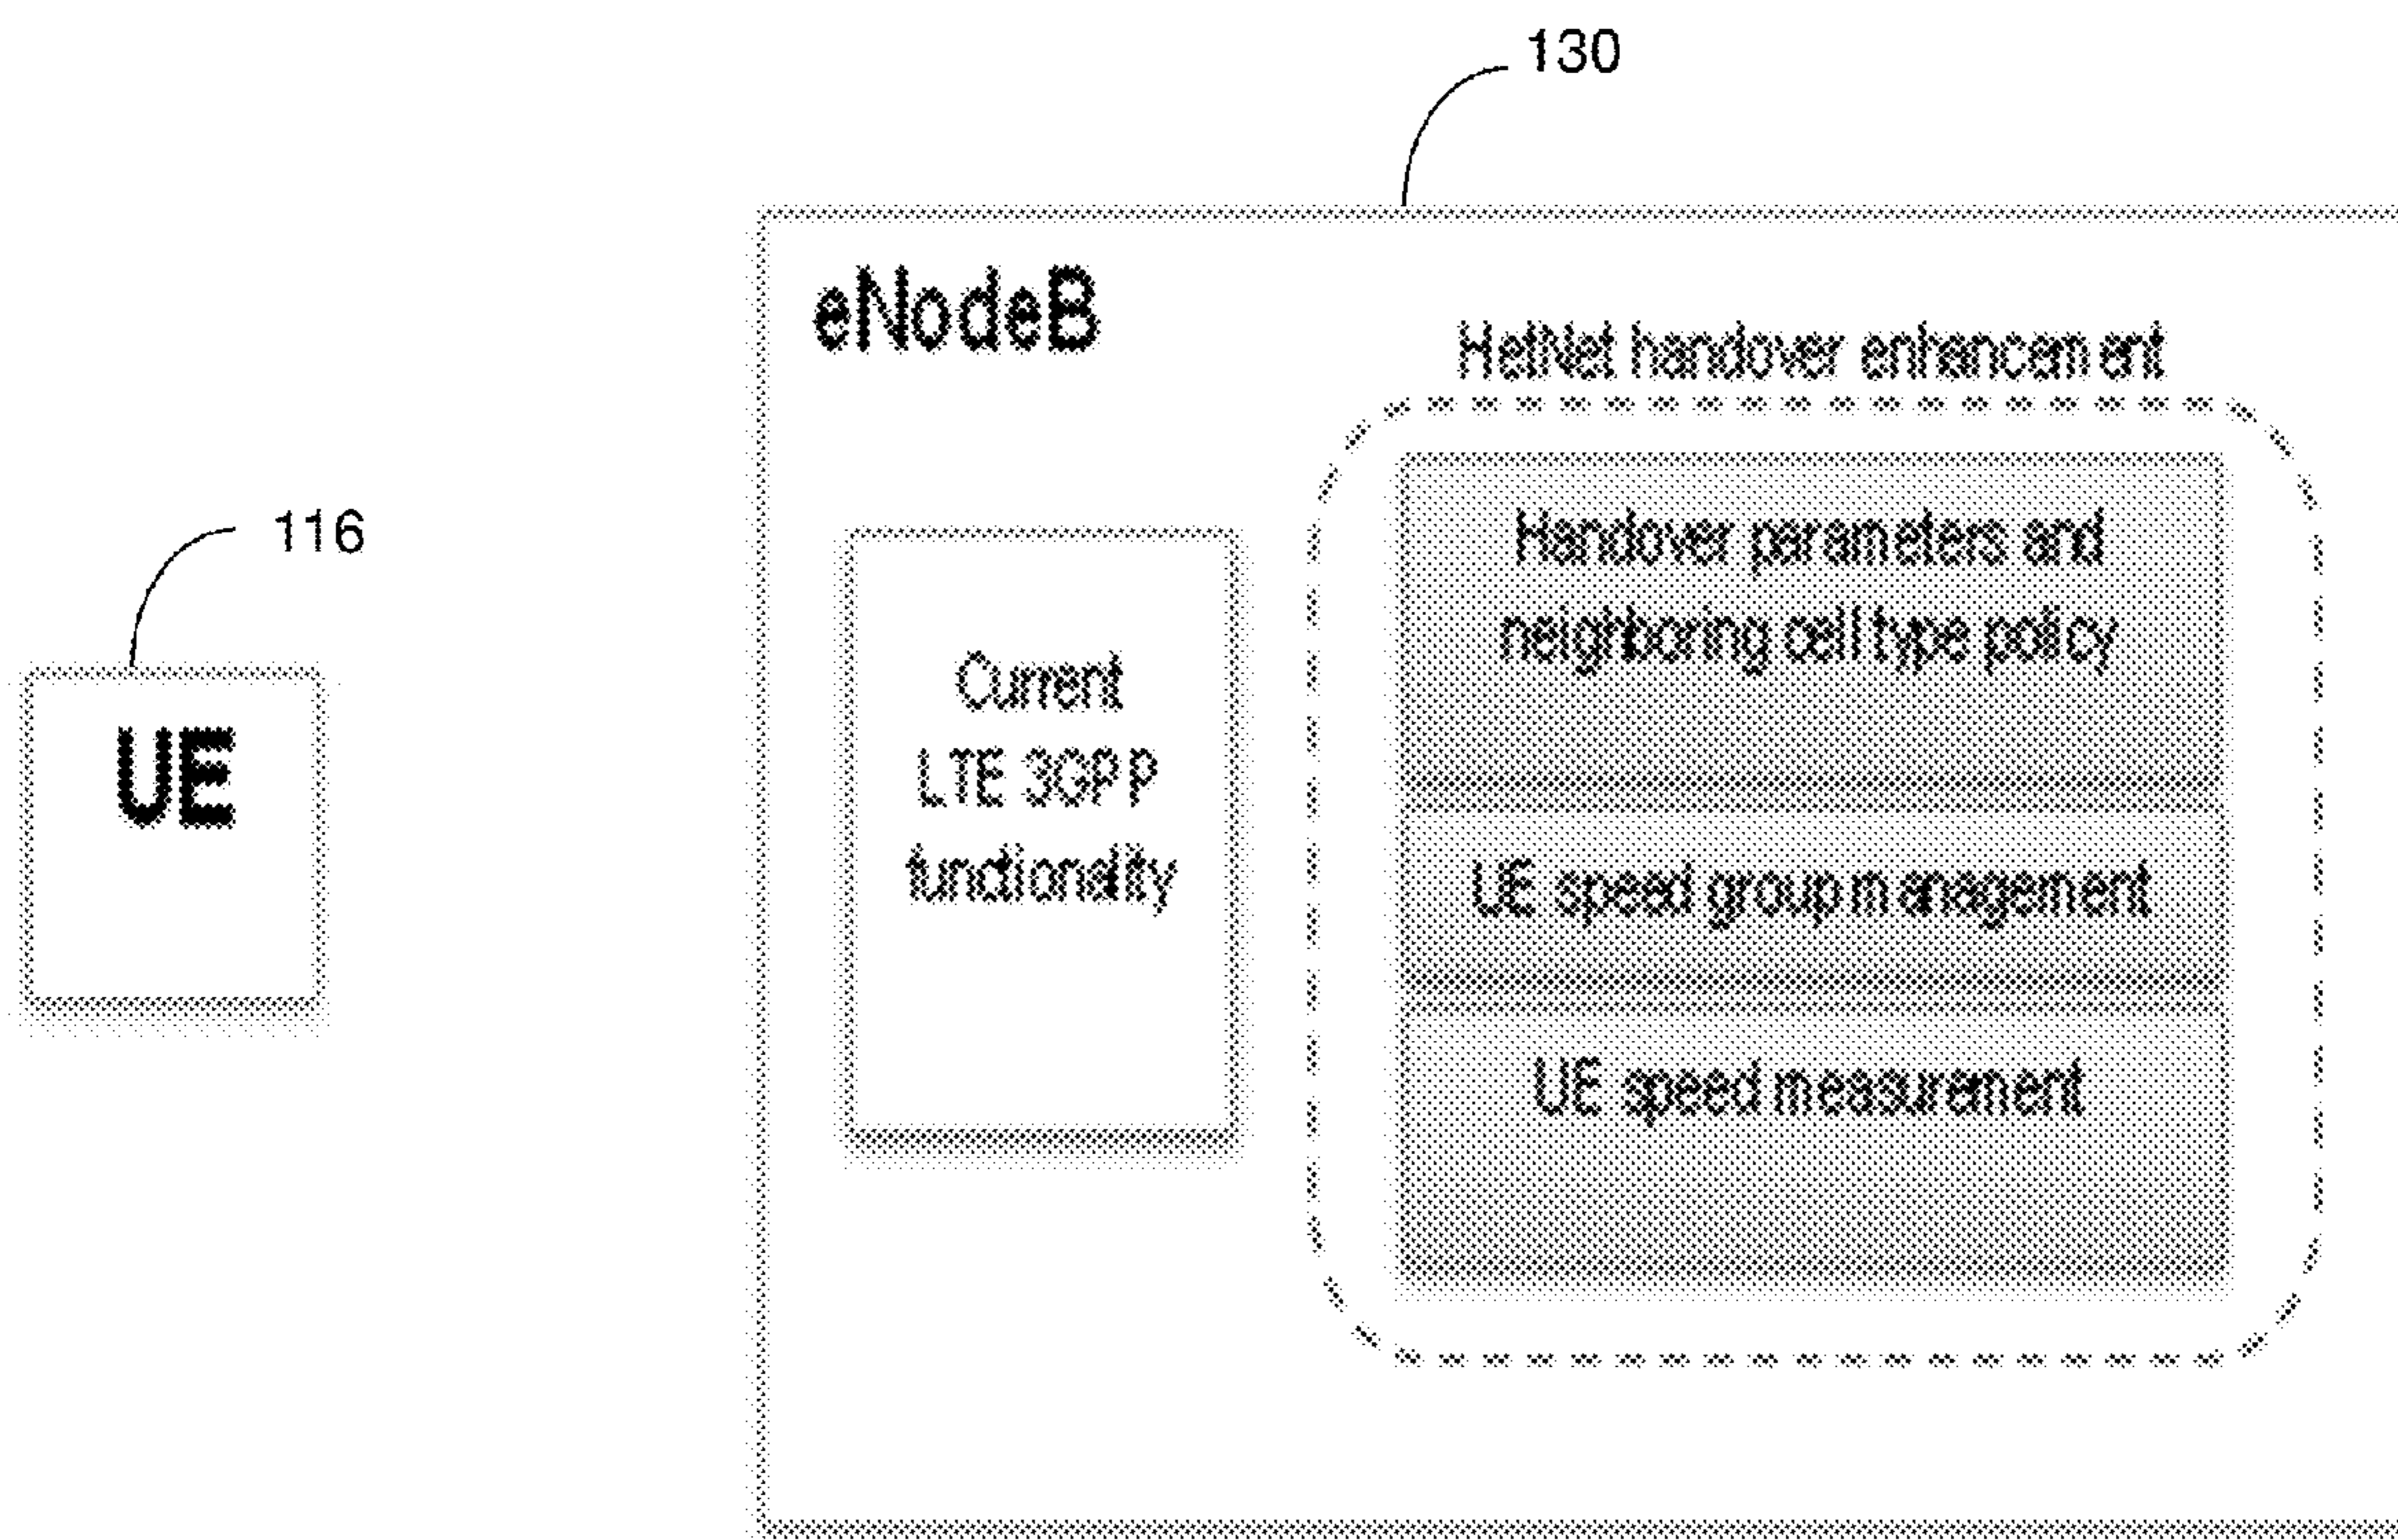 130
eNodeB
HetNet handover enhancement
116
Handover parameters and
neighboring cell type policy
Current
LTE 3GPP
functionality
UE
UE speed group management
UE speed measurement